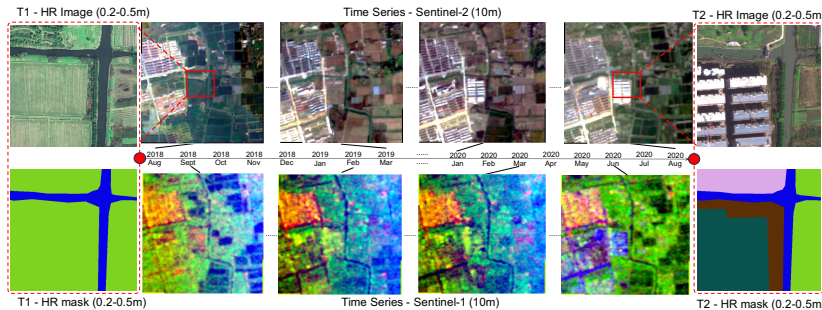 T1 - HR Image (0.2-0.5m)
Time Series - Sentinel-2 (10m)
T2 - HR Image (0.2-0.5m)
2018 2018 2018 2018 2018 2019 2019 2019 2020 2020 2020 2020 2020 2020 2020 2020
Aug Sept Oct Nov Dec Jan Feb Mar ...... Jan Feb Mar Apr May Jun Jul Aug
T1 - HR mask (0.2-0.5m)
Time Series - Sentinel-1 (10m)
T2 - HR mask (0.2-0.5m)